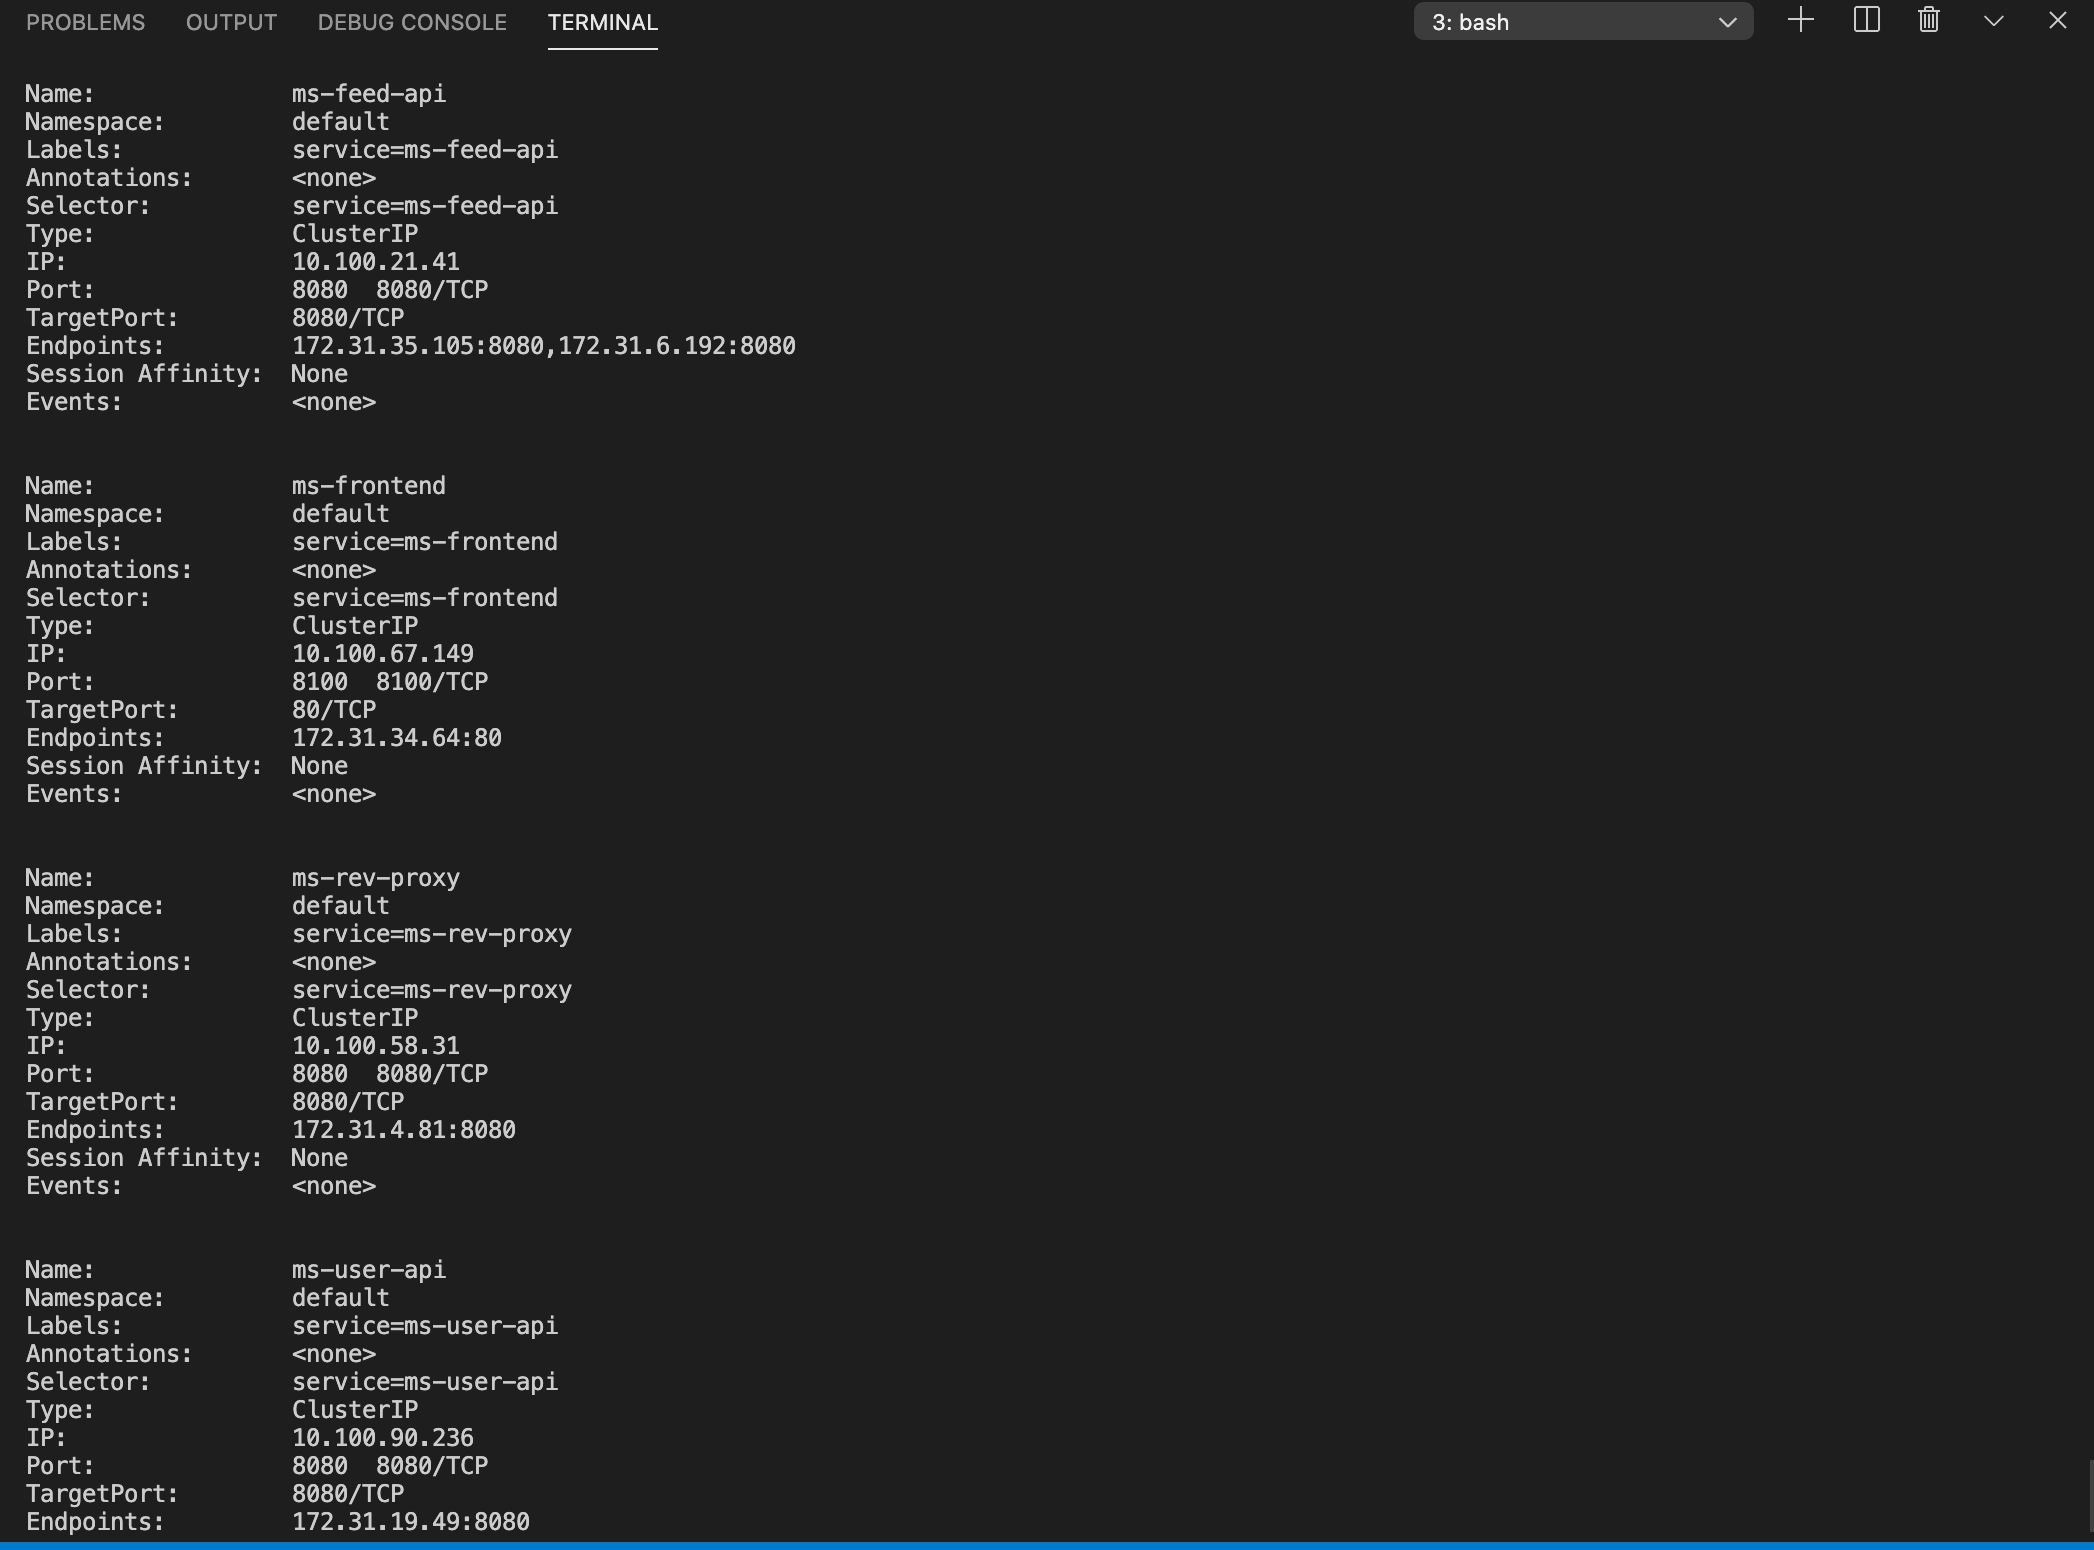 PROBLEMS OUTPUT DEBUG CONSOLE TERMINAL 3: bash
Name: ms-feed-api
Namespace: default
Labels: service=ms-feed-api
Annotations: <none>
Selector: service=ms-feed-api
Type: ClusterIP
IP: 10.100.21.41
Port: 8080 8080/TCP
TargetPort: 8080/TCP
Endpoints: 172.31.35.105:8080,172.31.6.192:8080
Session Affinity: None
Events: <none>
Name: ms-frontend
Namespace: default
Labels: service=ms-frontend
Annotations: <none>
Selector: service=ms-frontend
Type: ClusterIP
IP: 10.100.67.149
Port: 8100 8100/TCP
TargetPort: 80/TCP
Endpoints: 172.31.34.64:80
Session Affinity: None
Events: <none>
Name: ms-rev-proxy
Namespace: default
Labels: service=ms-rev-proxy
Annotations: <none>
Selector: service=ms-rev-proxy
Type: ClusterIP
IP: 10.100.58.31
Port: 8080 8080/TCP
TargetPort: 8080/TCP
Endpoints: 172.31.4.81:8080
Session Affinity: None
Events: <none>
Name: ms-user-api
Namespace: default
Labels: service=ms-user-api
Annotations: <none>
Selector: service=ms-user-api
Type: ClusterIP
IP: 10.100.90.236
Port: 8080 8080/TCP
TargetPort: 8080/TCP
Endpoints: 172.31.19.49:8080